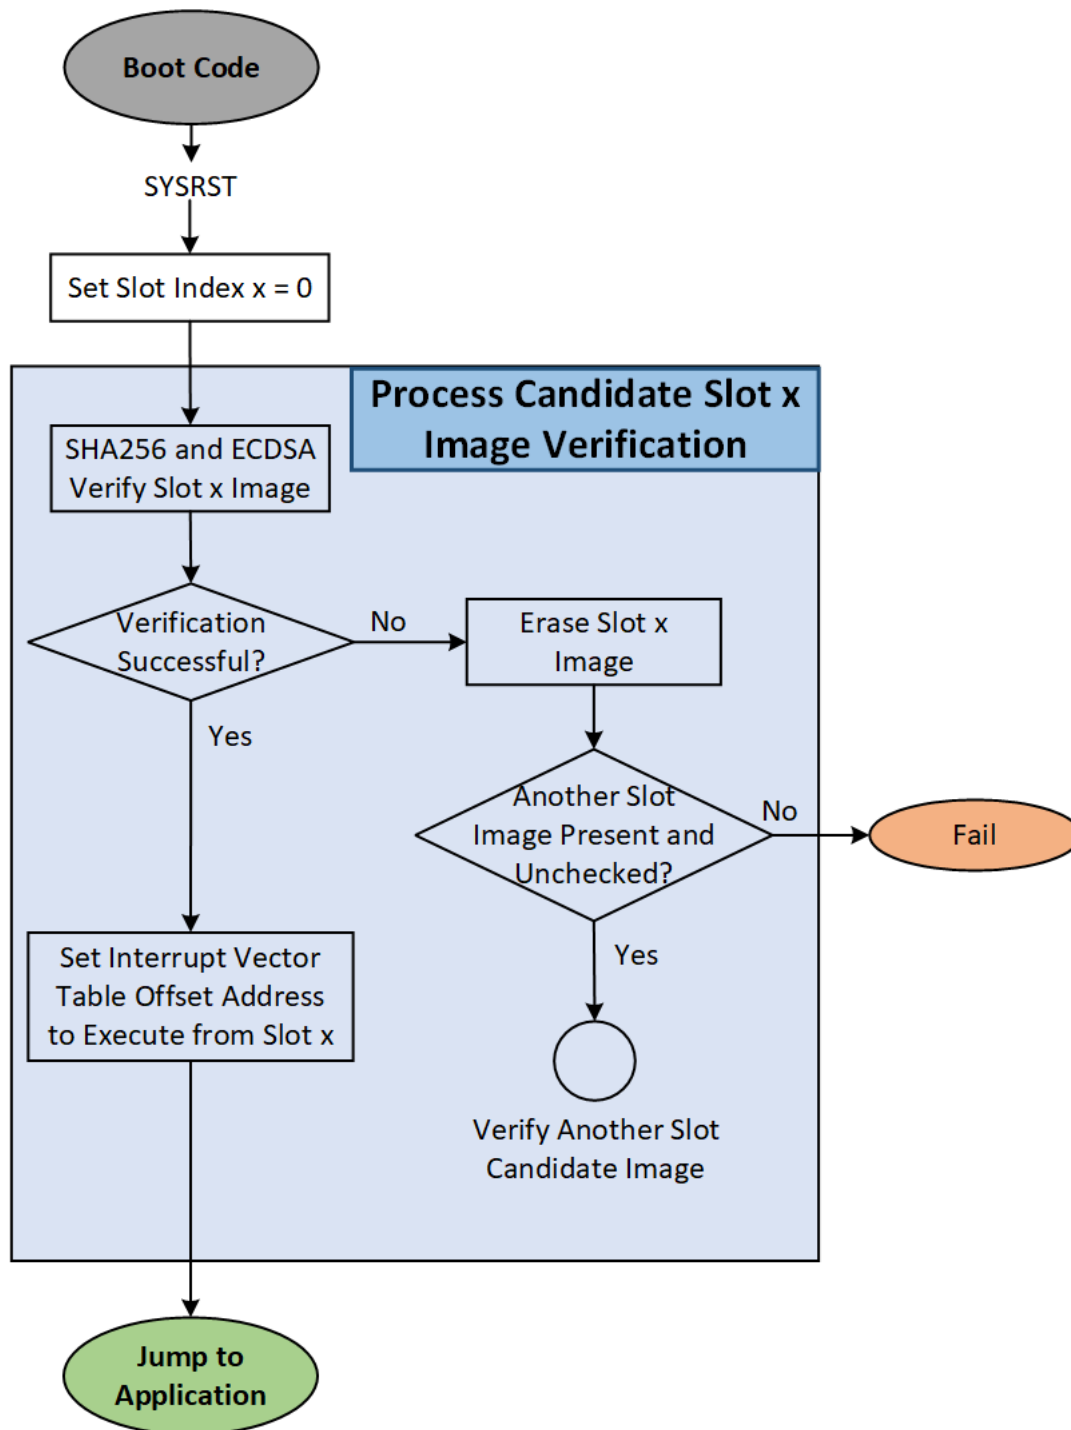 Boot Code
SYSRST
Set Slot Index x = 0
Process Candidate Slot x
Image Verification
SHA256 and ECDSA
Verify Slot x Image
Verification
Successful?
No
Erase Slot x
Image
Yes
Another Slot
Image Present and
Unchecked?
No
Fail
Yes
Set Interrupt Vector
Table Offset Address
to Execute from Slot x
Verify Another Slot
Candidate Image
Jump to
Application